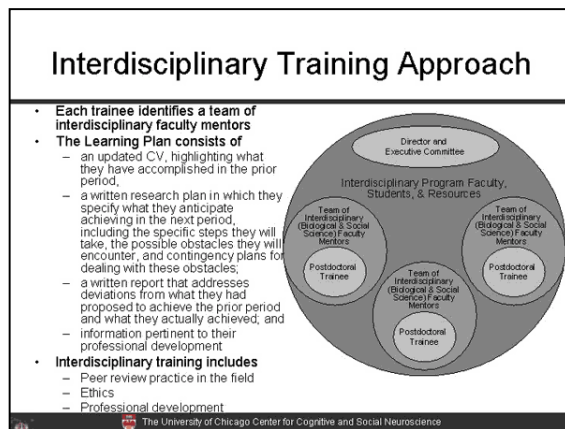 Interdisciplinary Training Approach
• Each trainee identifies a team of
interdisciplinary faculty mentors
• The Learning Plan consists of
– an updated CV, highlighting what
they have accomplished in the prior
period,
– a written research plan in which they
specify what they anticipate
achieving in the next period,
including the specific steps they will
take, the possible obstacles they will
encounter, and contingency plans for
dealing with these obstacles;
– a written report that addresses
deviations from what they had
proposed to achieve the prior period
and what they actually achieved; and
– information pertinent to their
professional development
• Interdisciplinary training includes
– Peer review practice in the field
– Ethics
– Professional development
Director and
Executive Committee
Interdisciplinary Program Faculty,
Students, & Resources
Team of
Interdisciplinary
(Biological & Social
Science) Faculty
Mentors
Postdoctoral
Trainee
Team of
Interdisciplinary
(Biological & Social
Science) Faculty
Mentors
Postdoctoral
Trainee
Team of
Interdisciplinary
(Biological & Social
Science) Faculty
Mentors
Postdoctoral
Trainee
The University of Chicago Center for Cognitive and Social Neuroscience